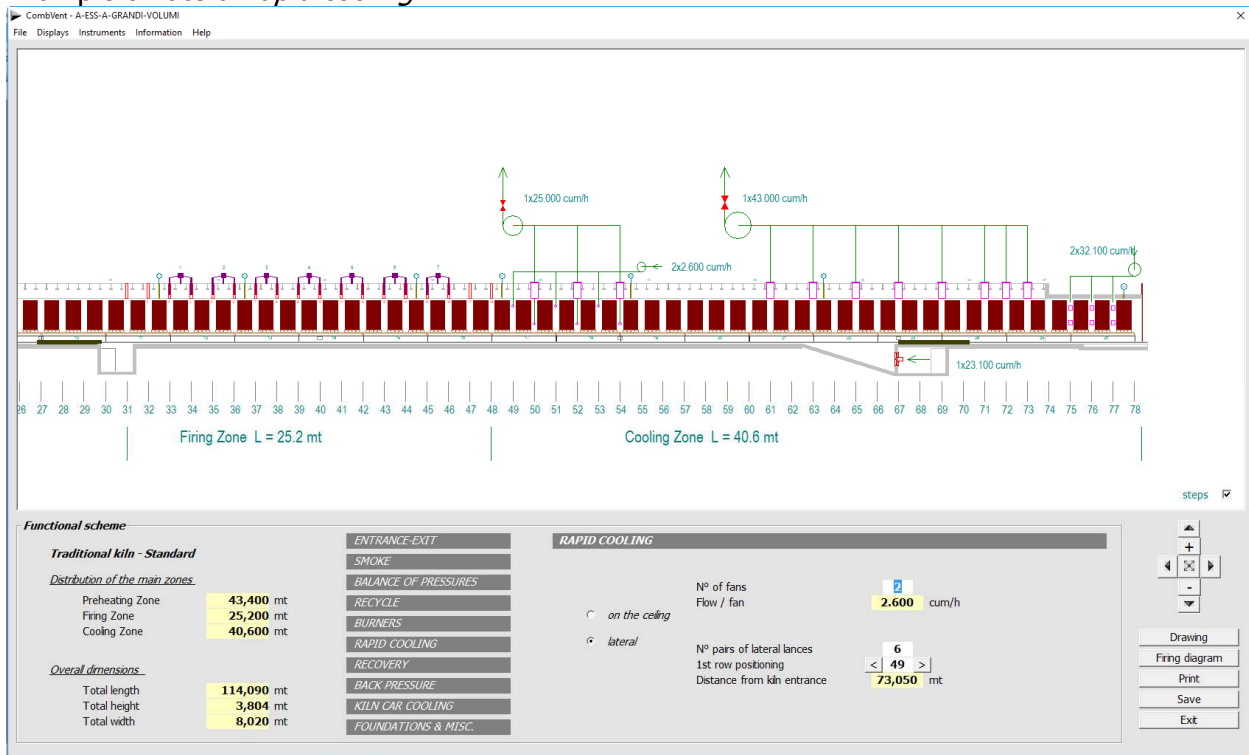 CombVent - A-ESS-A-GRANDI-VOLUMI
File Displays Instruments Information Help
1x25.000 cum/h
1x43.000 cum/h
2x2.600 cum/h
2x32.100 cum/h
1 2 3 4 5 6 7
1x23.100 cum/h
26 27 28 29 30 31 32 33 34 35 36 37 38 39 40 41 42 43 44 45 46 47 48 49 50 51 52 53 54 55 56 57 58 59 60 61 62 63 64 65 66 67 68 69 70 71 72 73 74 75 76 77 78
Firing Zone L = 25.2 mt
Cooling Zone L = 40.6 mt
steps
Functional scheme
Traditional kiln - Standard
Distribution of the main zones
Preheating Zone 43,400 mt
Firing Zone 25,200 mt
Cooling Zone 40,600 mt
Overall dimensions
Total length 114,090 mt
Total height 3,804 mt
Total width 8,020 mt
ENTRANCE-EXIT
SMOKE
BALANCE OF PRESSURES
RECYCLE
BURNERS
RAPID COOLING
RECOVERY
BACK PRESSURE
KILN CAR COOLING
FOUNDATIONS & MISC.
RAPID COOLING
on the ceiling
lateral
N° of fans 2
Flow / fan 2.600 cum/h
N° pairs of lateral lances 6
1st row positioning < 49 >
Distance from kiln entrance 73,050 mt
+
-
Drawing
Firing diagram
Print
Save
Exit